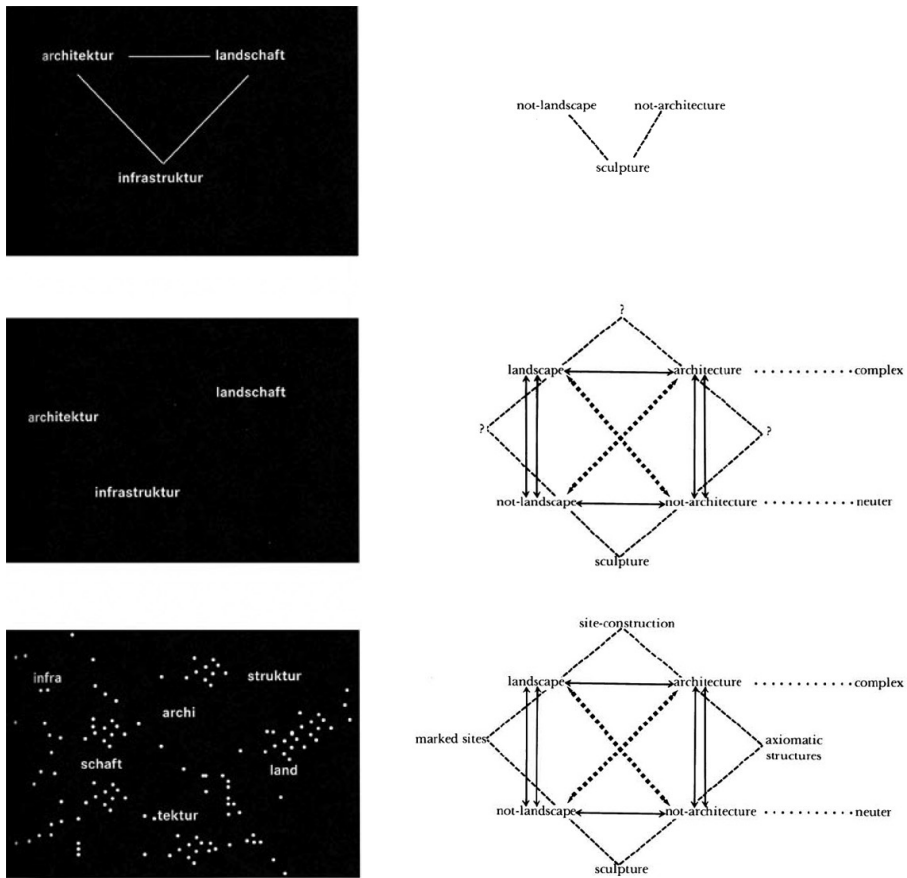 architektur
landschaft
infrastruktur
not-landscape
not-architecture
sculpture
architektur
landschaft
infrastruktur
?
landscape
architecture
complex
?
?
not-landscape
not-architecture
neuter
sculpture
infra
struktur
archi
schaft
land
tektur
site-construction
landscape
architecture
complex
marked sites
axiomatic
structures
not-landscape
not-architecture
neuter
sculpture